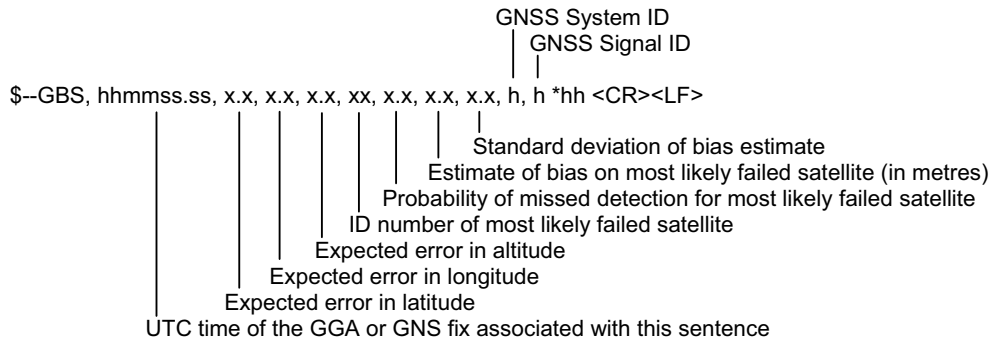 GNSS System ID
GNSS Signal ID
$--GBS, hhmmss.ss, x.x, x.x, x.x, xx, x.x, x.x, x.x, h, h *hh <CR><LF>
Standard deviation of bias estimate
Estimate of bias on most likely failed satellite (in metres)
Probability of missed detection for most likely failed satellite
ID number of most likely failed satellite
Expected error in altitude
Expected error in longitude
Expected error in latitude
UTC time of the GGA or GNS fix associated with this sentence